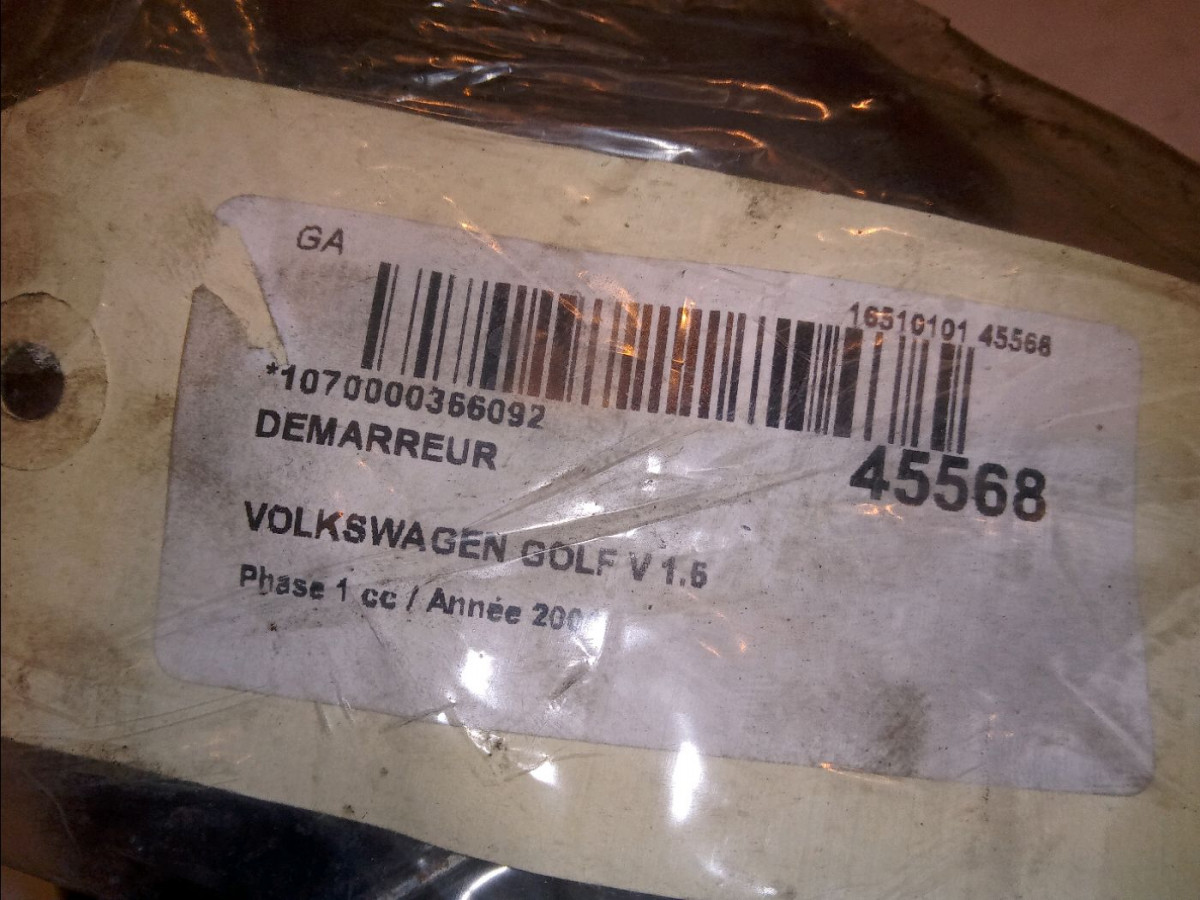 GA
16510101 45568
*1070000366092
DEMARREUR
45568
VOLKSWAGEN GOLF V 1.6
Phase 1 cc / Année